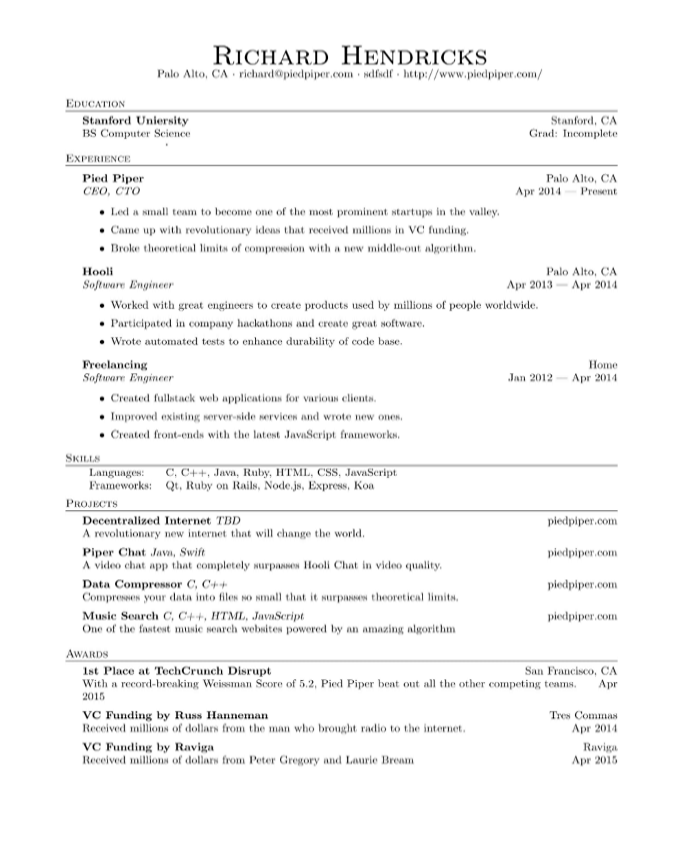 RICHARD HENDRICKS
Palo Alto, CA · richard@piedpiper.com · sdfsdf · http://www.piedpiper.com/
EDUCATION
Stanford Uniersity Stanford, CA
BS Computer Science Grad: Incomplete
EXPERIENCE
Pied Piper Palo Alto, CA
CEO, CTO Apr 2014 — Present
• Led a small team to become one of the most prominent startups in the valley.
• Came up with revolutionary ideas that received millions in VC funding.
• Broke theoretical limits of compression with a new middle-out algorithm.
Hooli Palo Alto, CA
Software Engineer Apr 2013 — Apr 2014
• Worked with great engineers to create products used by millions of people worldwide.
• Participated in company hackathons and create great software.
• Wrote automated tests to enhance durability of code base.
Freelancing Home
Software Engineer Jan 2012 — Apr 2014
• Created fullstack web applications for various clients.
• Improved existing server-side services and wrote new ones.
• Created front-ends with the latest JavaScript frameworks.
SKILLS
Languages: C, C++, Java, Ruby, HTML, CSS, JavaScript
Frameworks: Qt, Ruby on Rails, Node.js, Express, Koa
PROJECTS
Decentralized Internet TBD piedpiper.com
A revolutionary new internet that will change the world.
Piper Chat Java, Swift piedpiper.com
A video chat app that completely surpasses Hooli Chat in video quality.
Data Compressor C, C++ piedpiper.com
Compresses your data into files so small that it surpasses theoretical limits.
Music Search C, C++, HTML, JavaScript piedpiper.com
One of the fastest music search websites powered by an amazing algorithm
AWARDS
1st Place at TechCrunch Disrupt San Francisco, CA
With a record-breaking Weissman Score of 5.2, Pied Piper beat out all the other competing teams. Apr
2015
VC Funding by Russ Hanneman Tres Commas
Received millions of dollars from the man who brought radio to the internet. Apr 2014
VC Funding by Raviga Raviga
Received millions of dollars from Peter Gregory and Laurie Bream Apr 2015